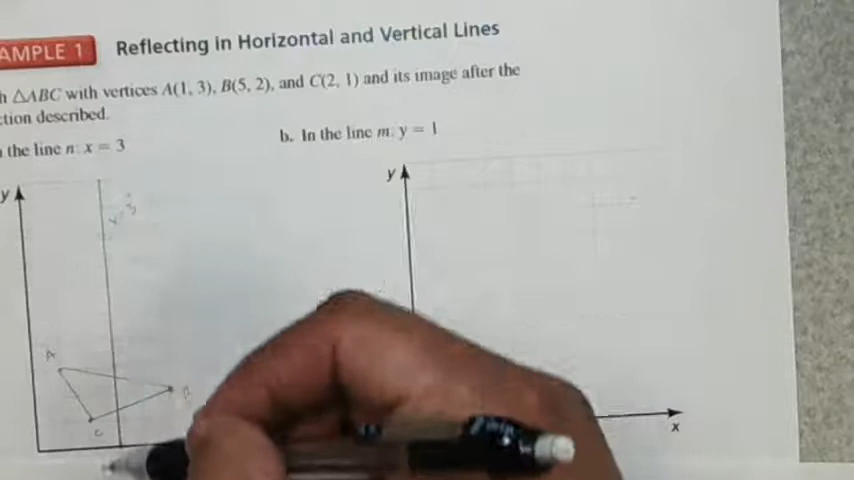 AMPLE 1 Reflecting in Horizontal and Vertical Lines
h △ABC with vertices A(1, 3), B(5, 2), and C(2, 1) and its image after the
ction described.
the line n: x = 3
b. In the line m: y = 1
y
y
x=3
A
B
C
x